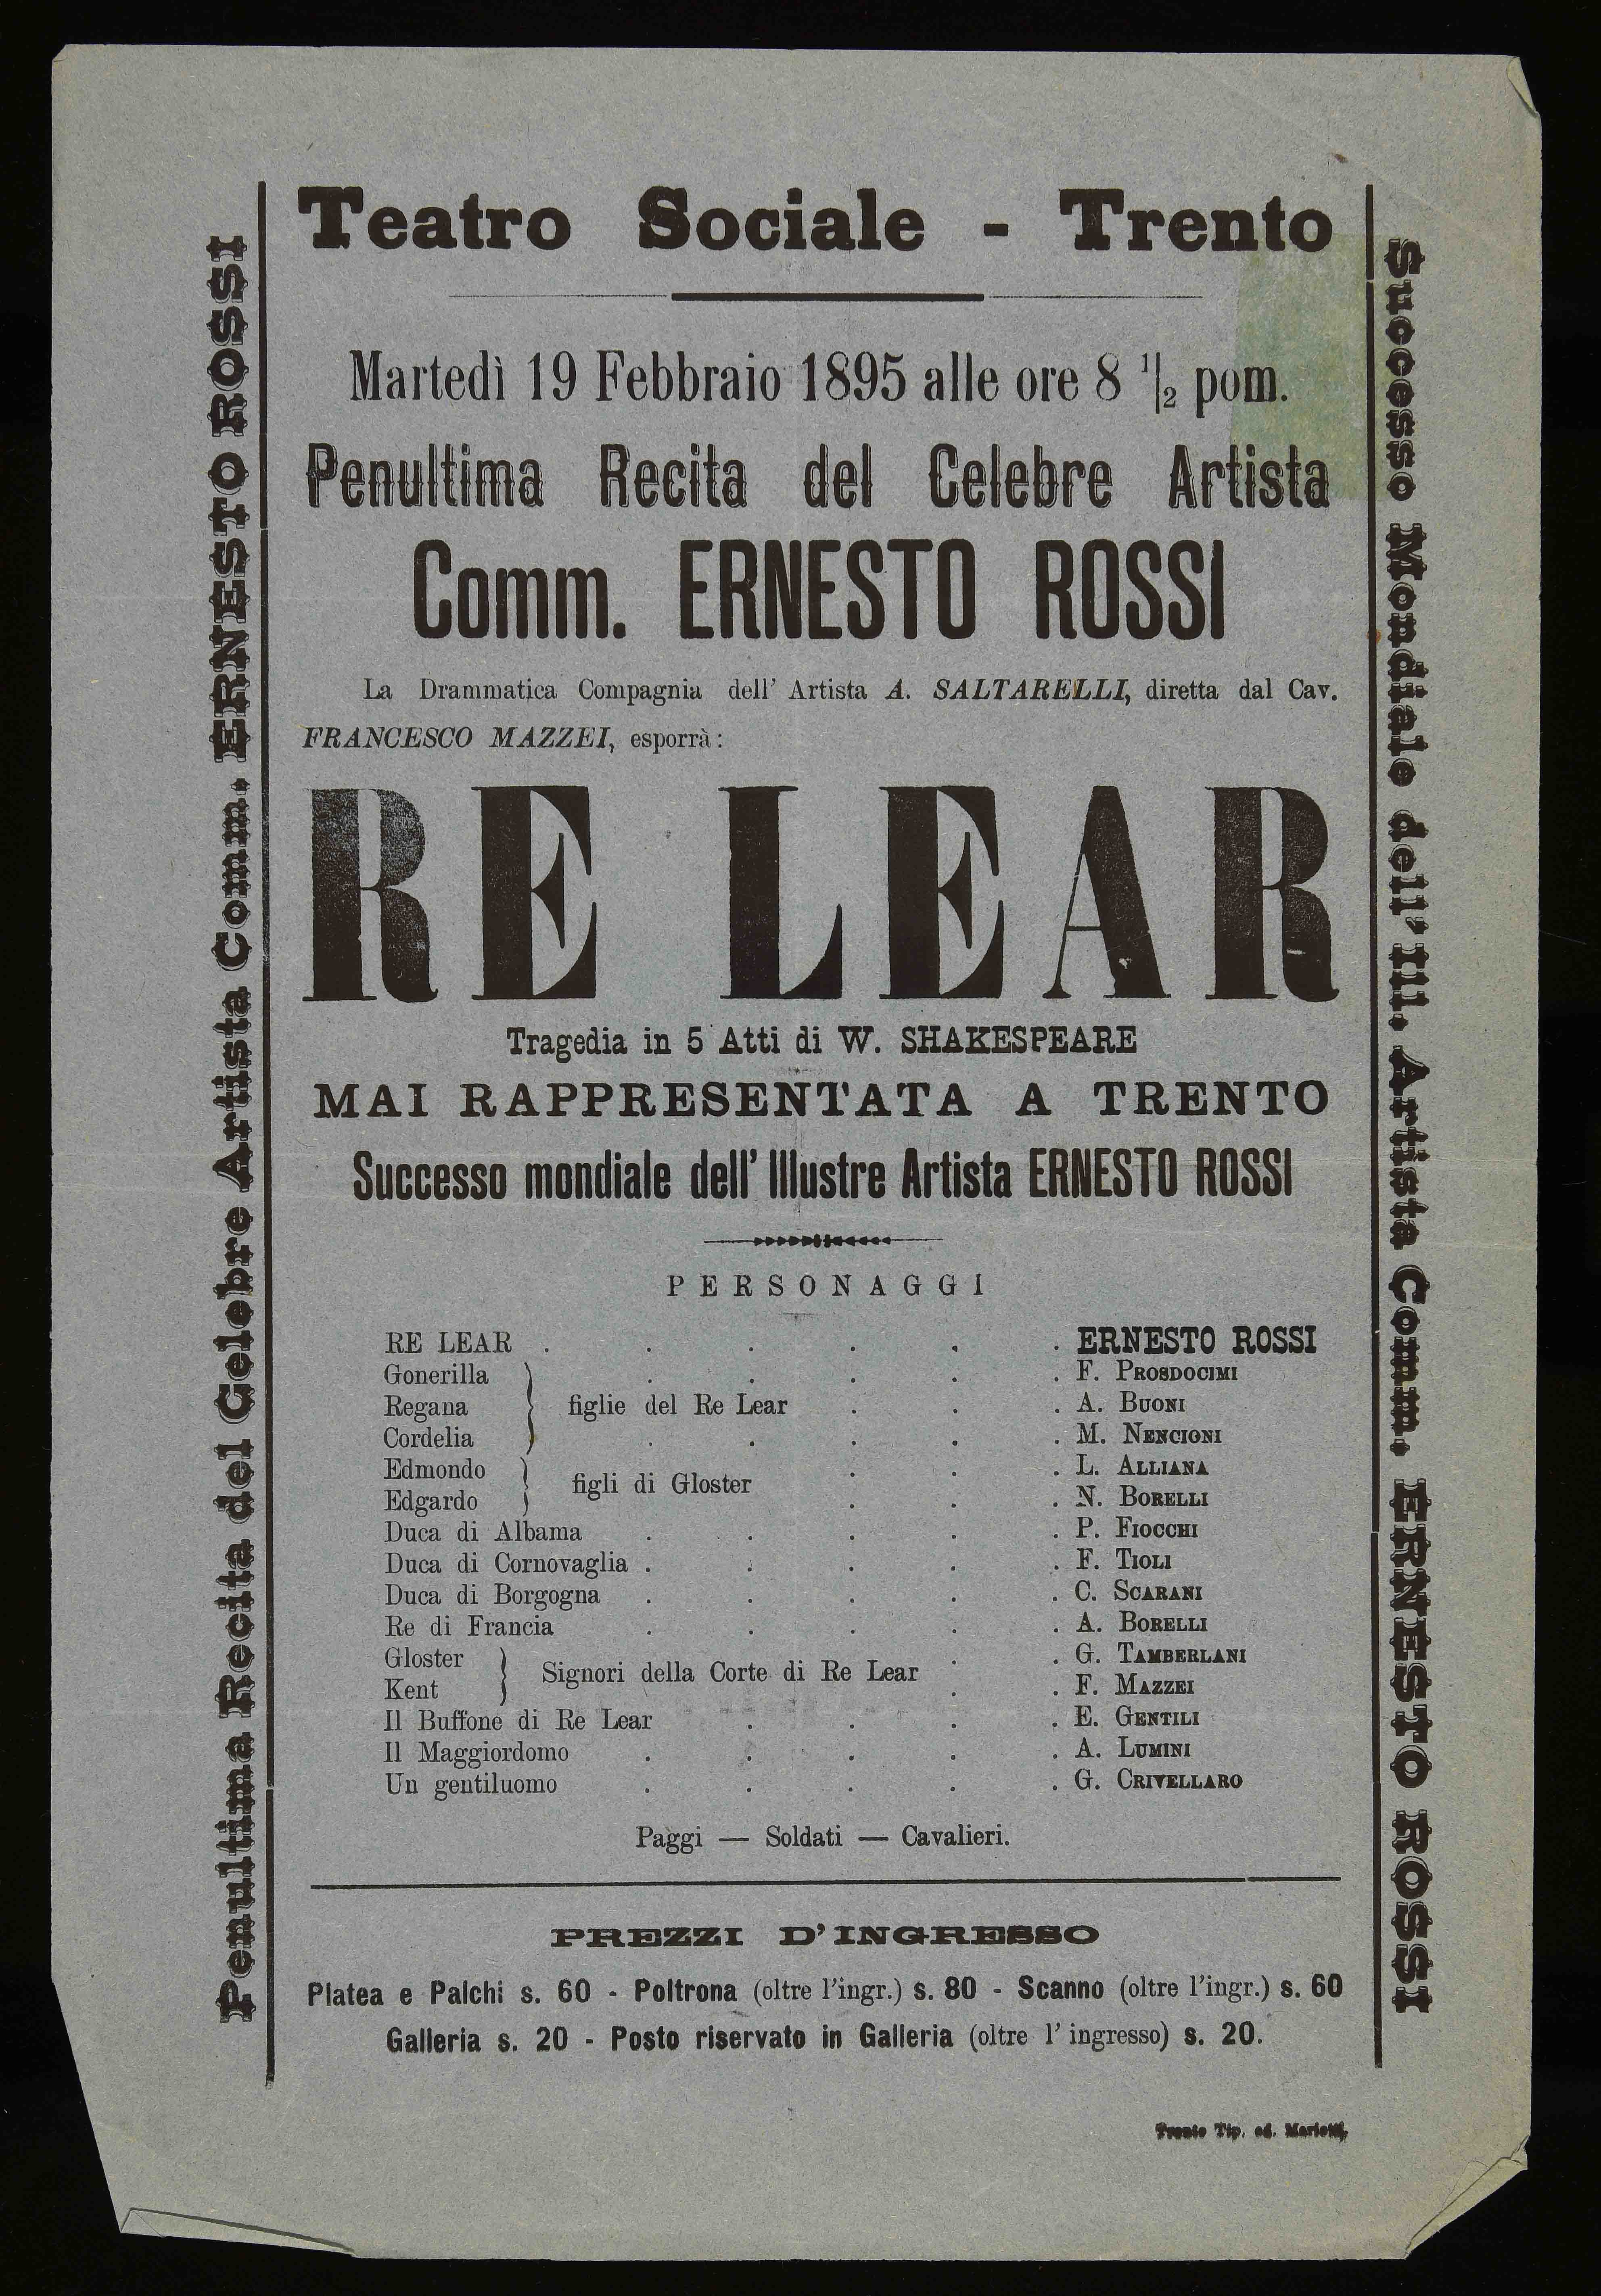 Teatro Sociale - Trento
Martedì 19 Febbraio 1895 alle ore 8 1/2 pom.
Penultima Recita del Celebre Artista
Comm. ERNESTO ROSSI
La Drammatica Compagnia dell' Artista A. SALTARELLI, diretta dal Cav.
FRANCESCO MAZZEI, esporrà:
RE LEAR
Tragedia in 5 Atti di W. SHAKESPEARE
MAI RAPPRESENTATA A TRENTO
Successo mondiale dell' Illustre Artista ERNESTO ROSSI
PERSONAGGI
RE LEAR . . . . . . ERNESTO ROSSI
Gonerilla . . . . . F. PROSDOCIMI
Regana } figlie del Re Lear . . . A. BUONI
Cordelia . . . . . M. NENCIONI
Edmondo . . . L. ALLIANA
} figli di Gloster
Edgardo . . . N. BORELLI
Duca di Albama . . . . . P. FIOCCHI
Duca di Cornovaglia . . . . . F. TIOLI
Duca di Borgogna . . . . . C. SCARANI
Re di Francia . . . . . A. BORELLI
Gloster . . G. TAMBERLANI
} Signori della Corte di Re Lear
Kent . . F. MAZZEI
Il Buffone di Re Lear . . . . E. GENTILI
Il Maggiordomo . . . . . A. LUMINI
Un gentiluomo . . . . . G. CRIVELLARO
Paggi — Soldati — Cavalieri.
PREZZI D'INGRESSO
Platea e Palchi s. 60 - Poltrona (oltre l'ingr.) s. 80 - Scanno (oltre l'ingr.) s. 60
Galleria s. 20 - Posto riservato in Galleria (oltre l' ingresso) s. 20.
Trento Tip. ed. Marietti,
Penultima Recita del Celebre Artista Comm. ERNESTO ROSSI
Successo Mondiale dell' Ill. Artista Comm. ERNESTO ROSSI